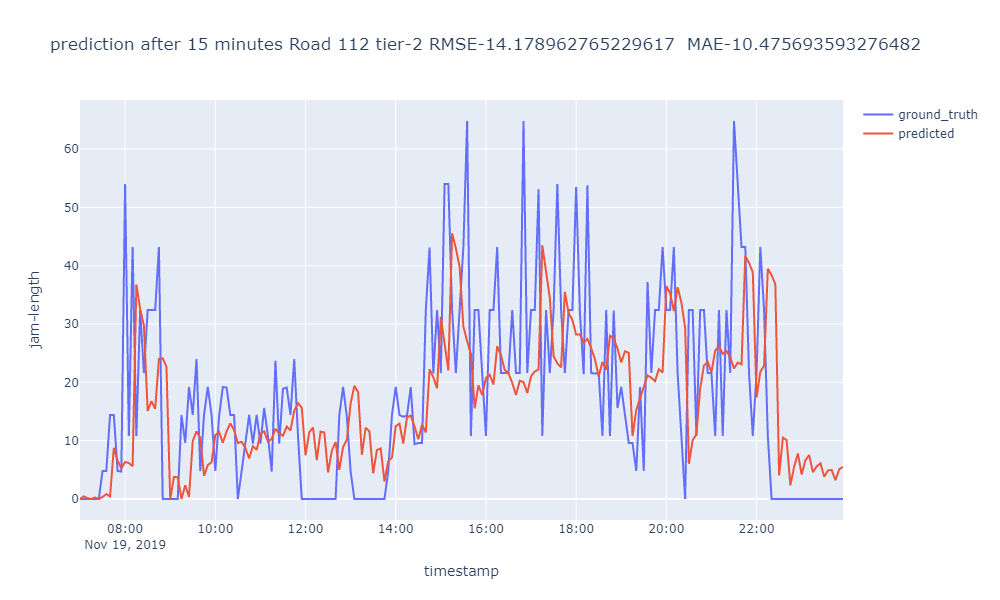 prediction after 15 minutes Road 112 tier-2 RMSE-14.178962765229617  MAE-10.475693593276482
ground_truth
predicted
60
50
40
30
20
10
0
jam-length
08:00 10:00 12:00 14:00 16:00 18:00 20:00 22:00
Nov 19, 2019
timestamp